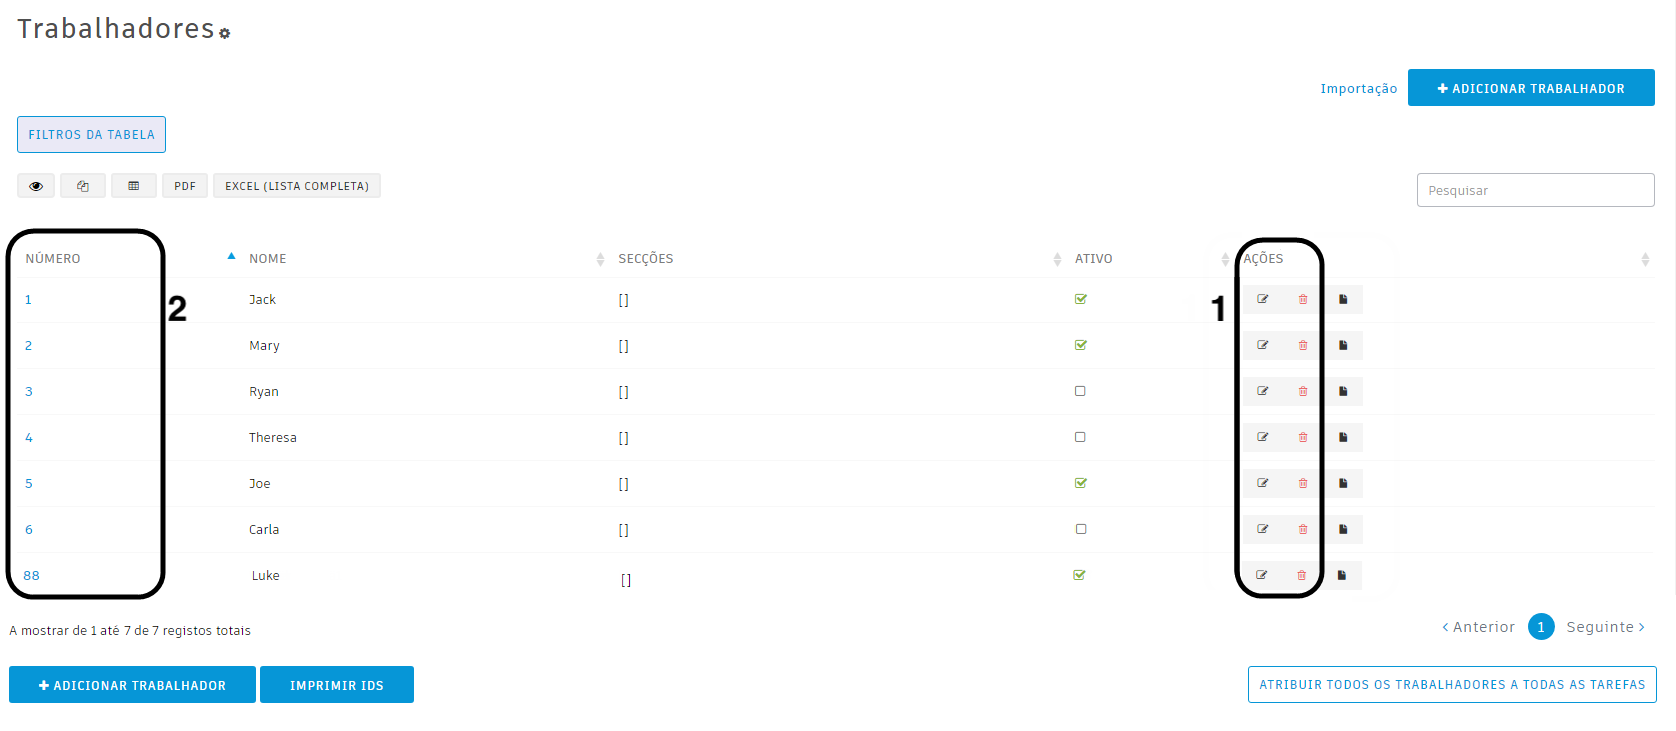 Trabalhadores
Importação
ADICIONAR TRABALHADOR
FILTROS DA TABELA
PDF
EXCEL (LISTA COMPLETA)
Pesquisar
NÚMERO NOME SECÇÕES ATIVO AÇÕES
1 Jack []
2 Mary []
3 Ryan []
4 Theresa []
5 Joe []
6 Carla []
88 Luke []
2
1
A mostrar de 1 até 7 de 7 registos totais
Anterior 1 Seguinte
ADICIONAR TRABALHADOR
IMPRIMIR IDS
ATRIBUIR TODOS OS TRABALHADORES A TODAS AS TAREFAS